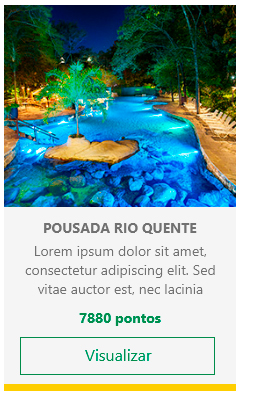 POUSADA RIO QUENTE
Lorem ipsum dolor sit amet,
consectetur adipiscing elit. Sed
vitae auctor est, nec lacinia
7880 pontos
Visualizar